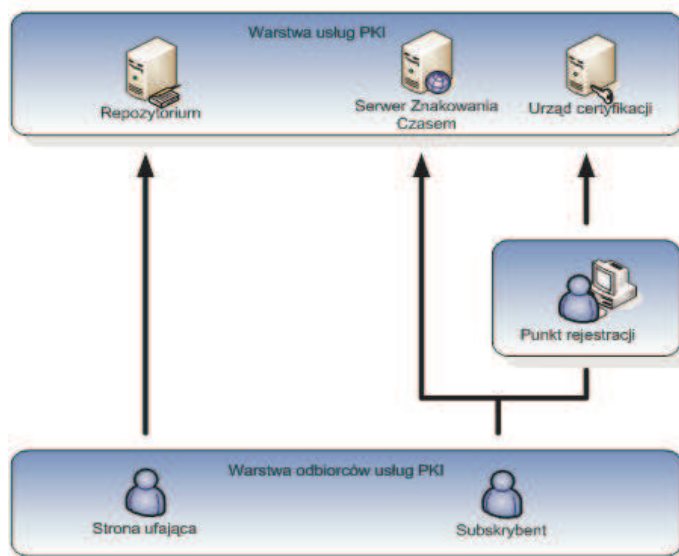 Warstwa usług PKI
Repozytorium
Serwer Znakowania
Czasem
Urząd certyfikacji
Punkt rejestracji
Warstwa odbiorców usług PKI
Strona ufająca
Subskrybent